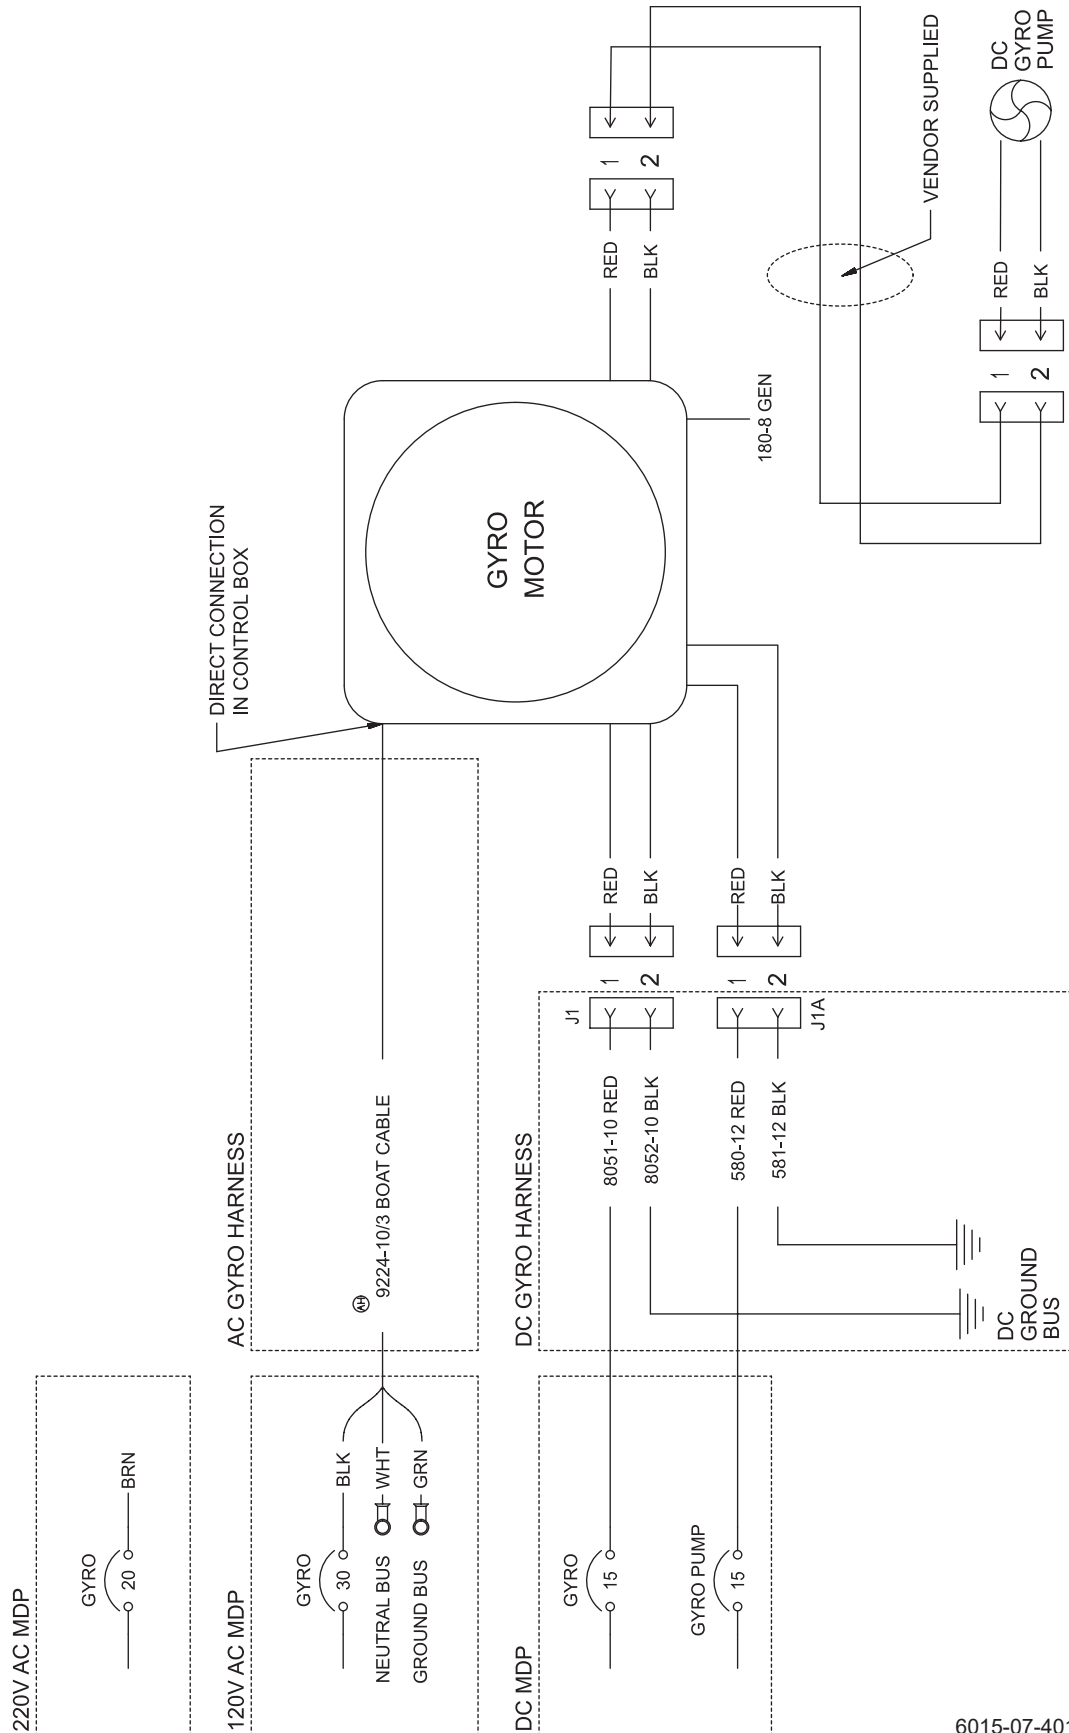 220V AC MDP
GYRO
20
BRN
120V AC MDP
GYRO
30
BLK
NEUTRAL BUS
WHT
GROUND BUS
GRN
AC GYRO HARNESS
AH
9224-10/3 BOAT CABLE
DIRECT CONNECTION
IN CONTROL BOX
GYRO
MOTOR
DC MDP
GYRO
15
GYRO PUMP
15
DC GYRO HARNESS
8051-10 RED
8052-10 BLK
580-12 RED
581-12 BLK
DC
GROUND
BUS
J1
1
2
RED
BLK
J1A
1
2
RED
BLK
180-8 GEN
RED
BLK
1
2
VENDOR SUPPLIED
1
2
RED
BLK
DC
GYRO
PUMP
6015-07-401